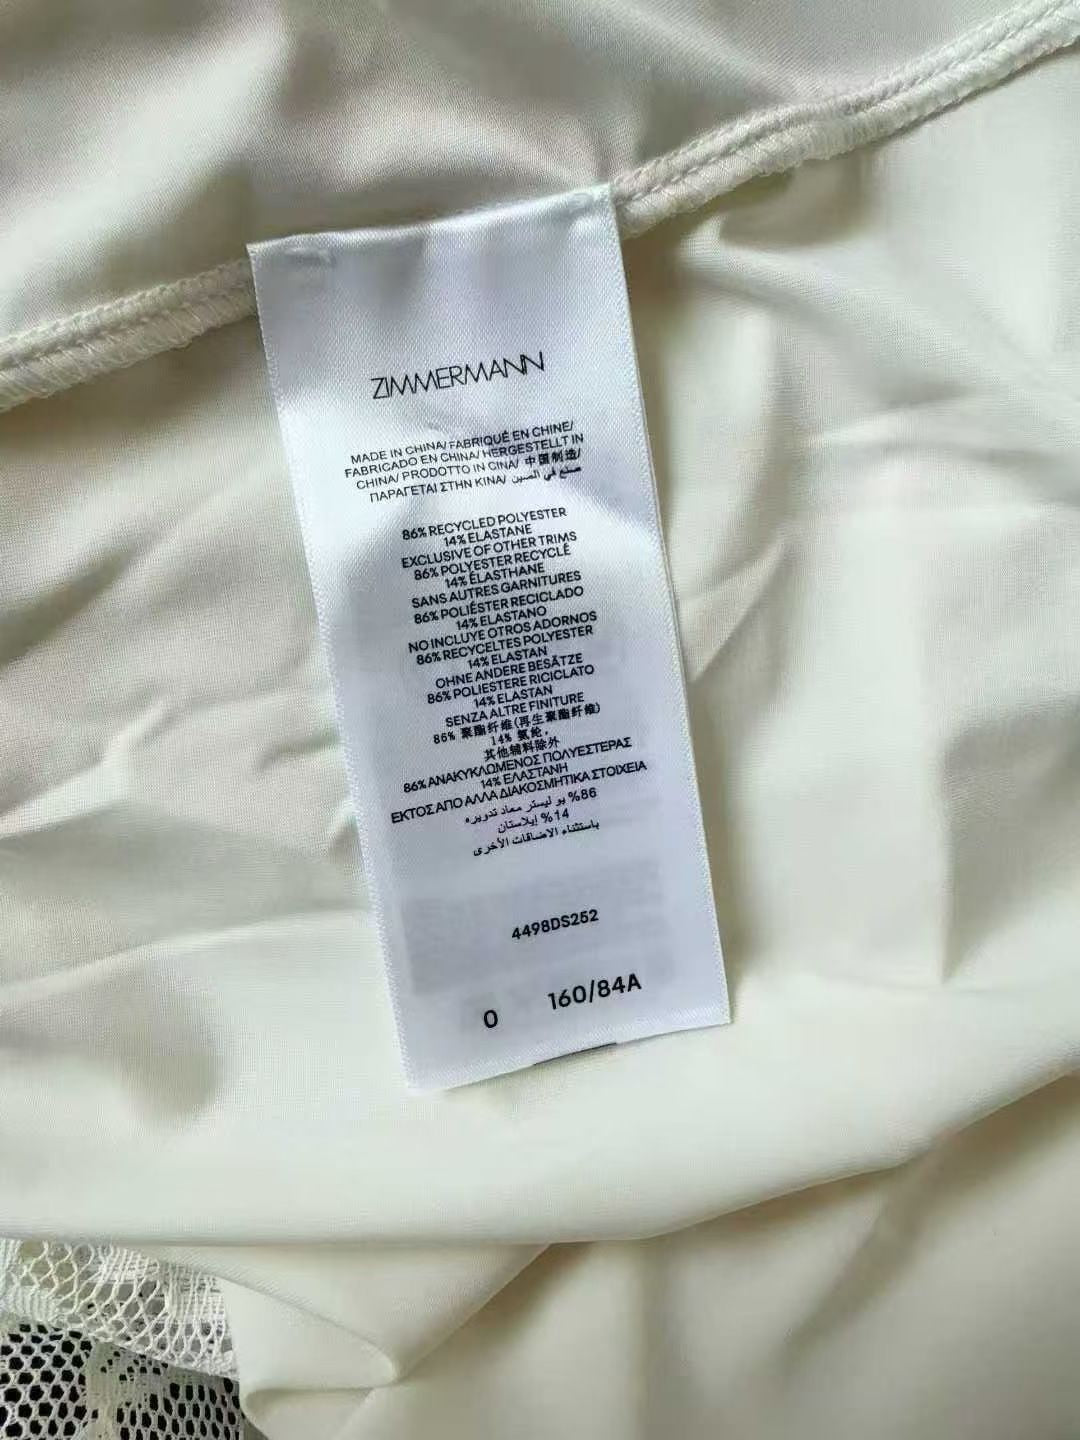 ZIMMERMANN
MADE IN CHINA/ FABRIQUÉ EN CHINE/
FABRICADO EN CHINA/ HERGESTELLT IN
CHINA/ PRODOTTO IN CINA/ 中国制造/
ΠΑΡΑΓΕΤΑΙ ΣΤΗΝ ΚΙΝΑ/ صنع في الصين/
86% RECYCLED POLYESTER
14% ELASTANE
EXCLUSIVE OF OTHER TRIMS
86% POLYESTER RECYCLÉ
14% ÉLASTHANE
SANS AUTRES GARNITURES
86% POLIÉSTER RECICLADO
14% ELASTANO
NO INCLUYE OTROS ADORNOS
86% RECYCELTES POLYESTER
14% ELASTAN
OHNE ANDERE BESÄTZE
86% POLIESTERE RICICLATO
14% ELASTAN
SENZA ALTRE FINITURE
86% 聚酯纤维(再生聚酯纤维)
14% 氨纶,
其他辅料除外
86% ΑΝΑΚΥΚΛΩΜΕΝΟΣ ΠΟΛΥΕΣΤΕΡΑΣ
14% ΕΛΑΣΤΑΝΗ
ΕΚΤΟΣ ΑΠΟ ΑΛΛΑ ΔΙΑΚΟΣΜΗΤΙΚΑ ΣΤΟΙΧΕΙΑ
86% بو ليستر معاد تدويره
14% إيلاستان
باستثناء الاضافات الأخرى
4498DS252
0 160/84A